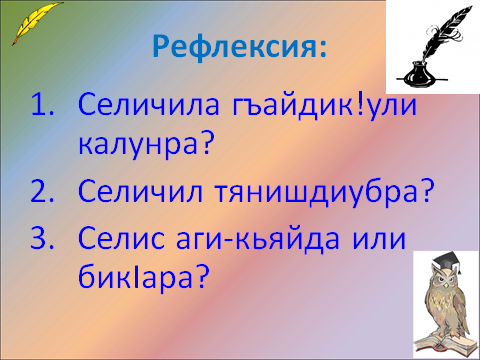 Рефлексия:
1. Селичила гъайдик!ули
калунра?
2. Селичил тянишдиубра?
3. Селис аги-кьяйда или
бикIара?